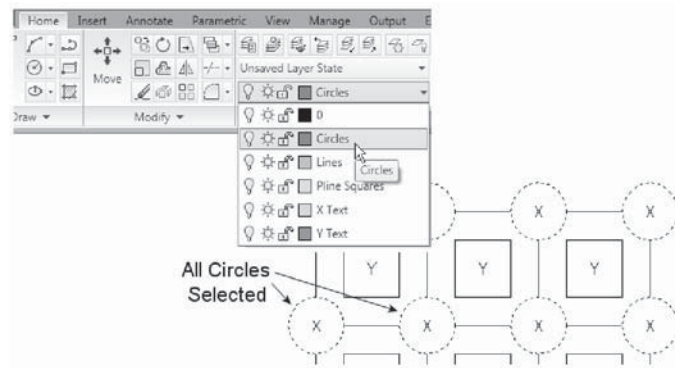 Home Insert Annotate Parametric View Manage Output E
Move
Unsaved Layer State
Circles
Draw Modify
0
Circles
Lines
Circles
Pline Squares
X Text
Y Text
X X
Y Y Y
All Circles
Selected
X X X X